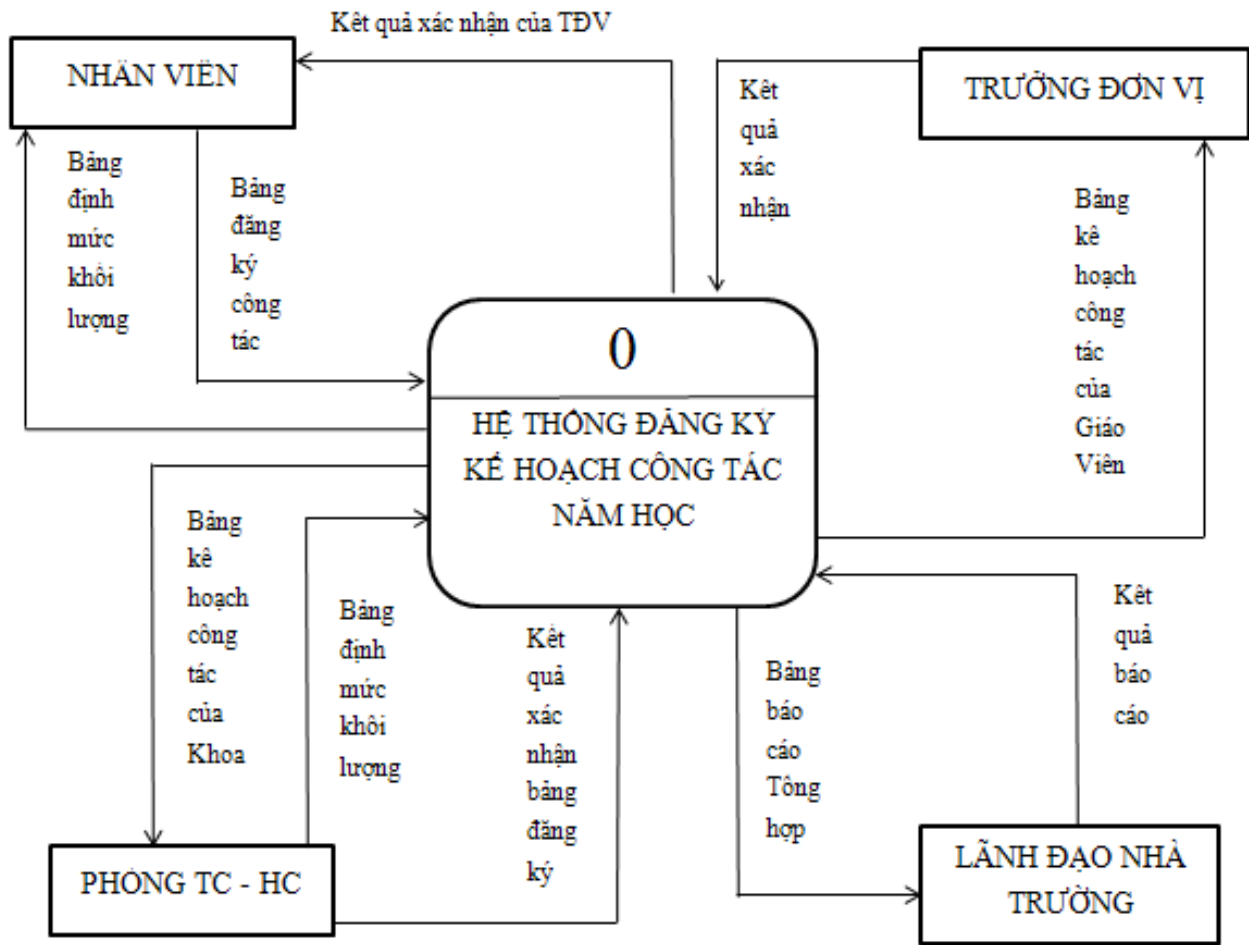 Kết quả xác nhận của TĐV
NHÂN VIÊN
TRƯỞNG ĐƠN VỊ
Kết
quả
xác
nhận
Bảng
định
mức
khối
lượng
Bảng
đăng
ký
công
tác
Bảng
kê
hoạch
công
tác
của
Giáo
Viên
0
HỆ THỐNG ĐĂNG KÝ
KẾ HOẠCH CÔNG TÁC
NĂM HỌC
Bảng
kê
hoạch
công
tác
của
Khoa
Bảng
định
mức
khối
lượng
Kết
quả
xác
nhận
bảng
đăng
ký
Bảng
báo
cáo
Tổng
hợp
Kết
quả
báo
cáo
PHÒNG TC - HC
LÃNH ĐẠO NHÀ
TRƯỜNG